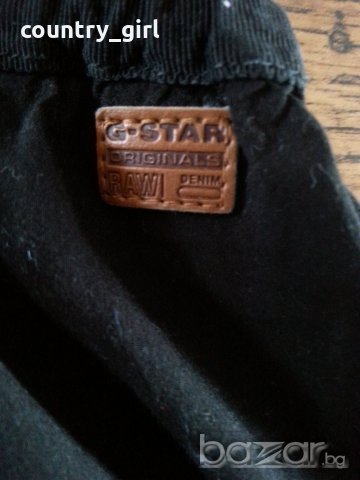 country_girl
G-STAR
ORIGINALS
RAW DENIM
bazar.bg